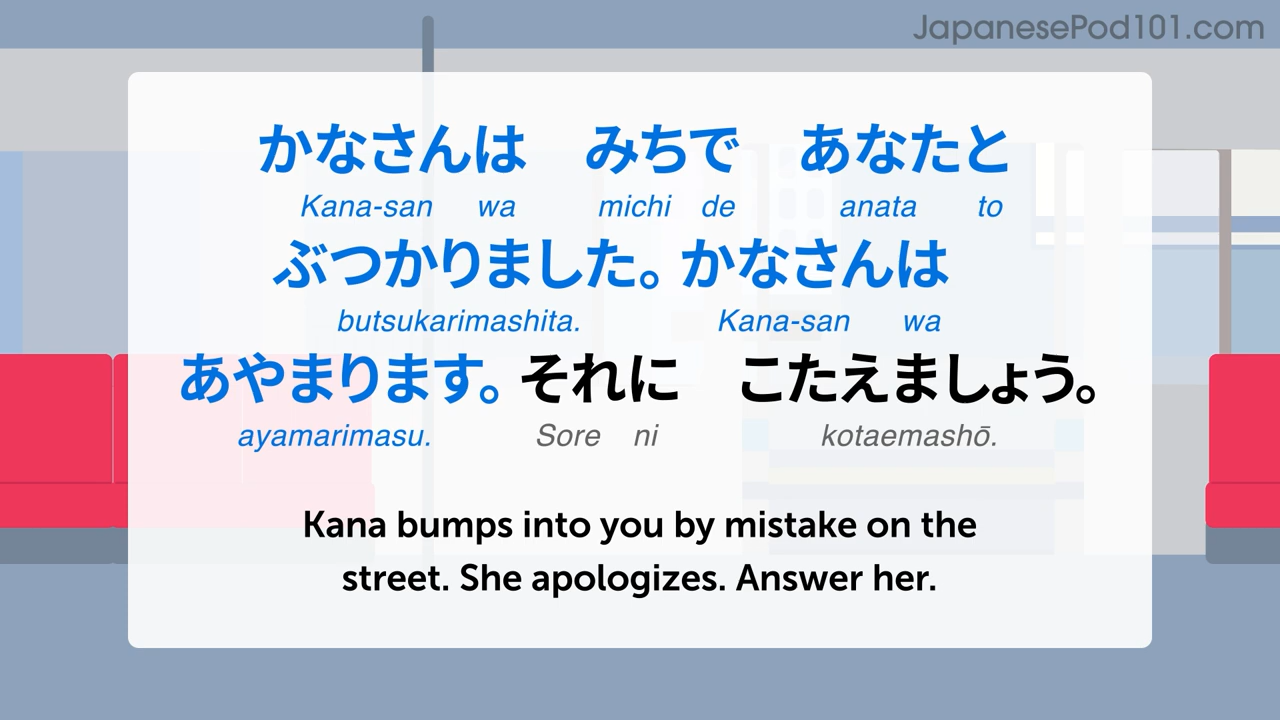 JapanesePod101.com
かなさんは みちで あなたと
Kana-san wa michi de anata to
ぶつかりました。かなさんは
butsukarimashita. Kana-san wa
あやまります。それに こたえましょう。
ayamarimasu. Sore ni kotaemashō.
Kana bumps into you by mistake on the
street. She apologizes. Answer her.